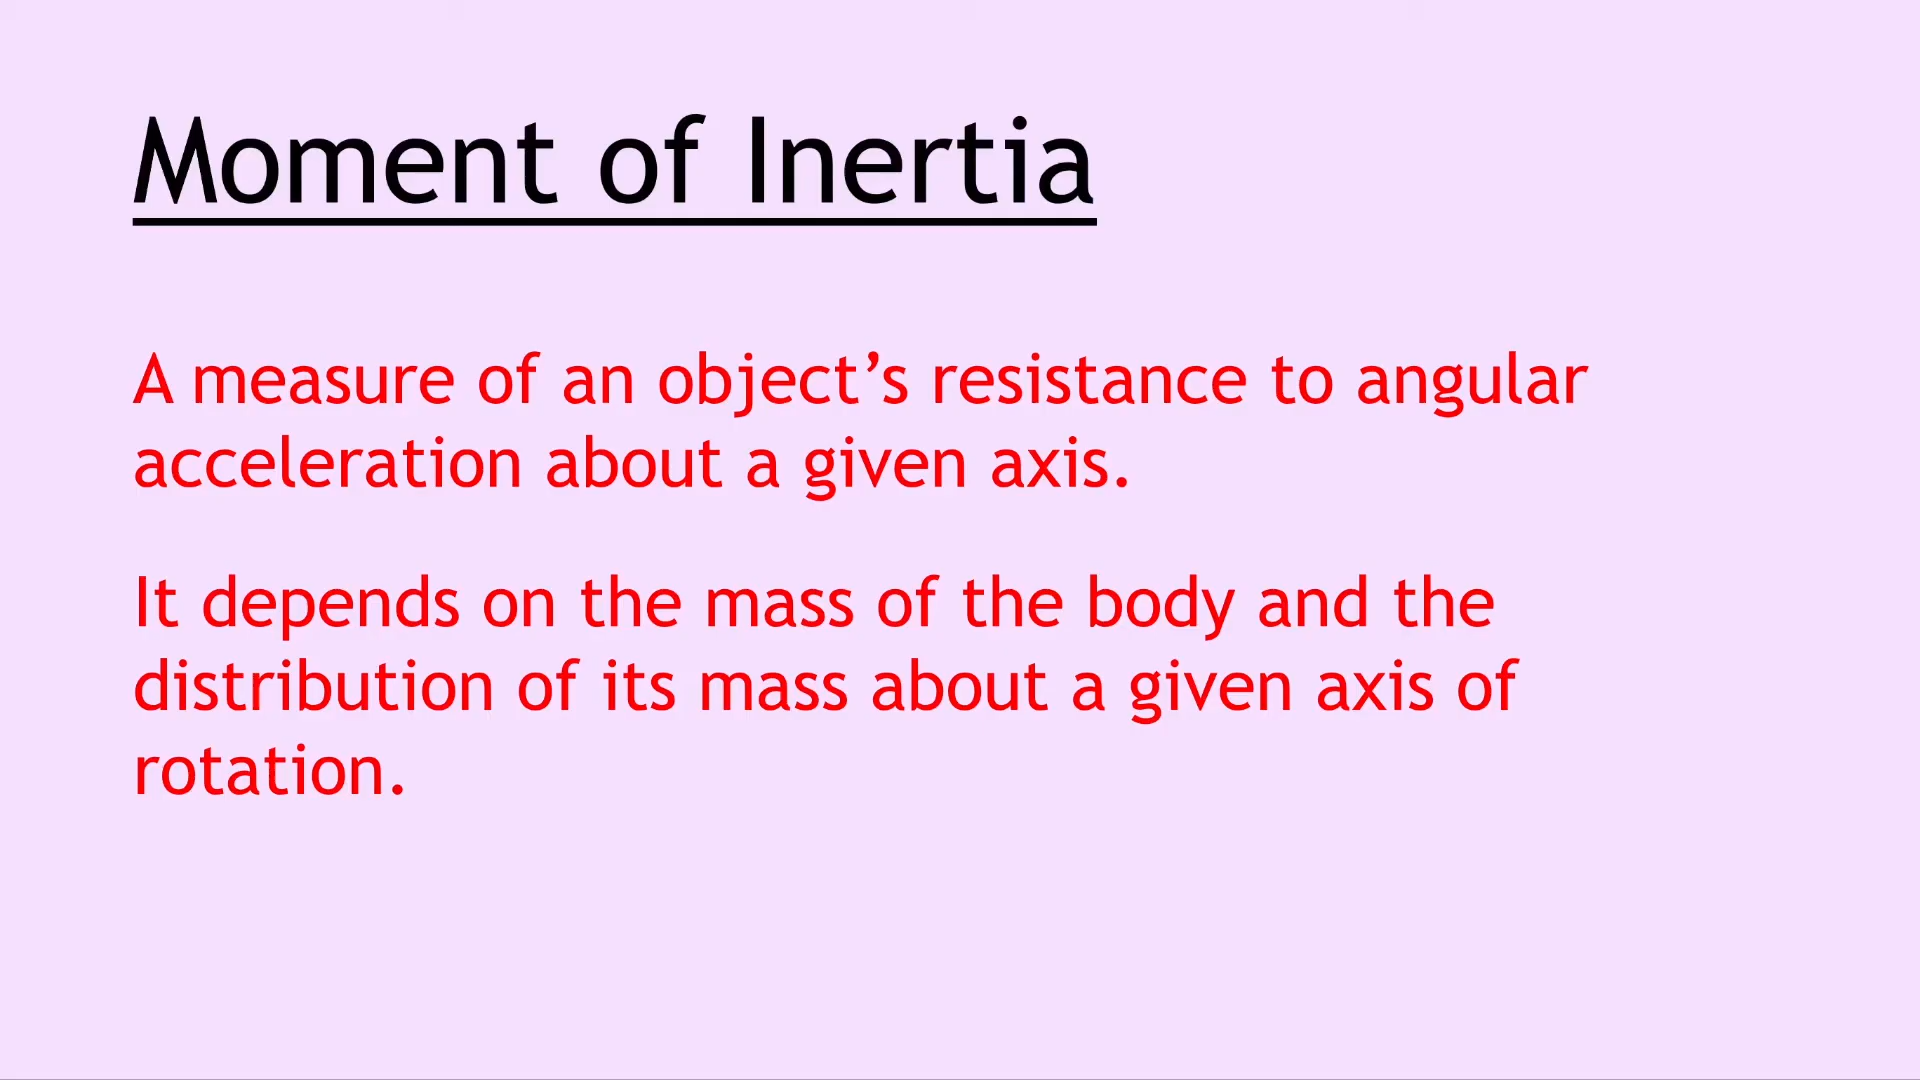 Moment of Inertia
A measure of an object’s resistance to angular
acceleration about a given axis.
It depends on the mass of the body and the
distribution of its mass about a given axis of
rotation.